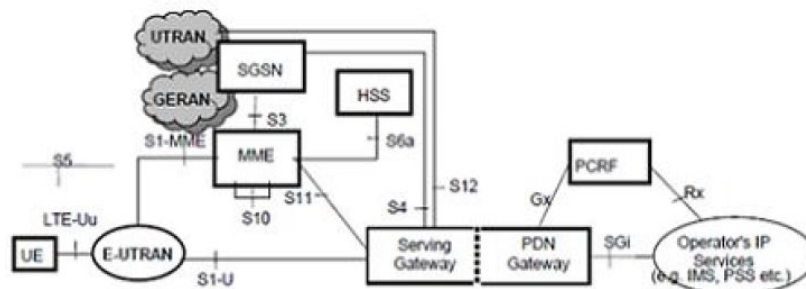 UTRAN
SGSN
GERAN
HSS
S3
S1-MME
S6a
MME
S5
PCRF
S12
Gx
Rx
S11
S10
S4
LTE-Uu
UE
E-UTRAN
Serving
Gateway
PDN
Gateway
SGi
Operator's IP
Services
(e.g. IMS, PSS etc.)
S1-U